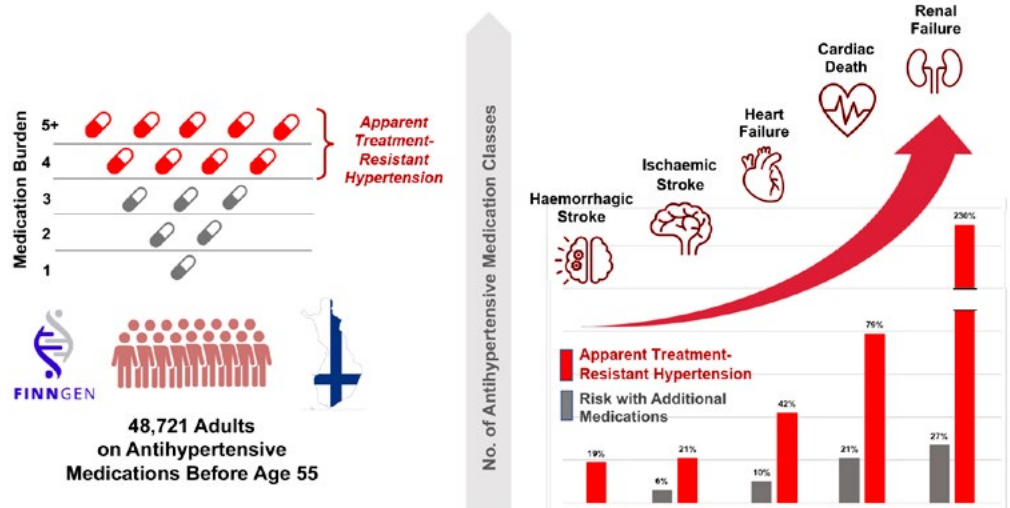 Medication Burden
5+
4
3
2
1
Apparent
Treatment-
Resistant
Hypertension
FINNGEN
48,721 Adults
on Antihypertensive
Medications Before Age 55
No. of Antihypertensive Medication Classes
Haemorrhagic
Stroke
Ischaemic
Stroke
Heart
Failure
Cardiac
Death
Renal
Failure
Apparent Treatment-
Resistant Hypertension
Risk with Additional
Medications
19%
6%
21%
10%
42%
21%
79%
27%
230%